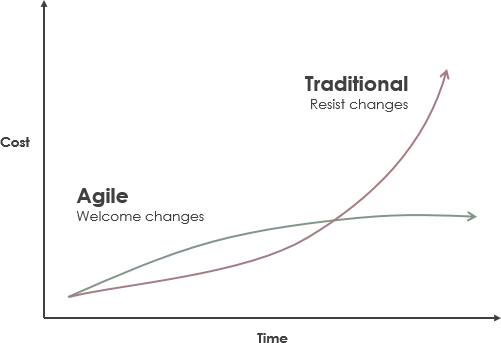 Traditional
Resist changes
Cost
Agile
Welcome changes
Time